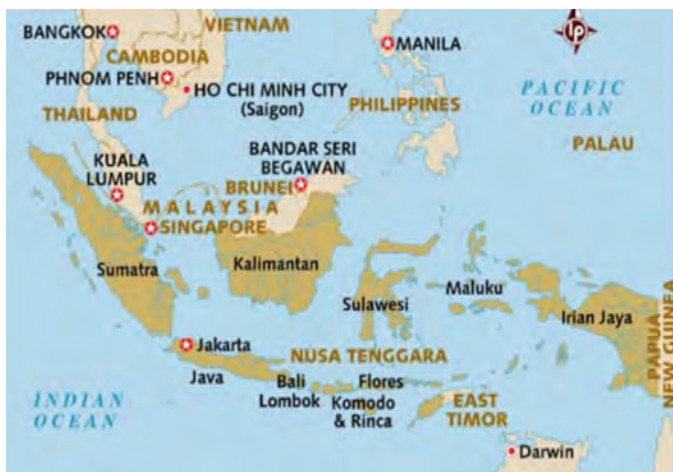 VIETNAM
BANGKOK
CAMBODIA
PHNOM PENH
HO CHI MINH CITY
(Saigon)
THAILAND
MANILA
PHILIPPINES
lp
PACIFIC
OCEAN
PALAU
KUALA
LUMPUR
BANDAR SERI
BEGAWAN
BRUNEI
MALAYSIA
SINGAPORE
Sumatra
Kalimantan
Sulawesi
Maluku
Irian Jaya
PAPUA
NEW GUINEA
Jakarta
Java
NUSA TENGGARA
Bali
Lombok
Flores
Komodo
& Rinca
EAST
TIMOR
INDIAN
OCEAN
Darwin